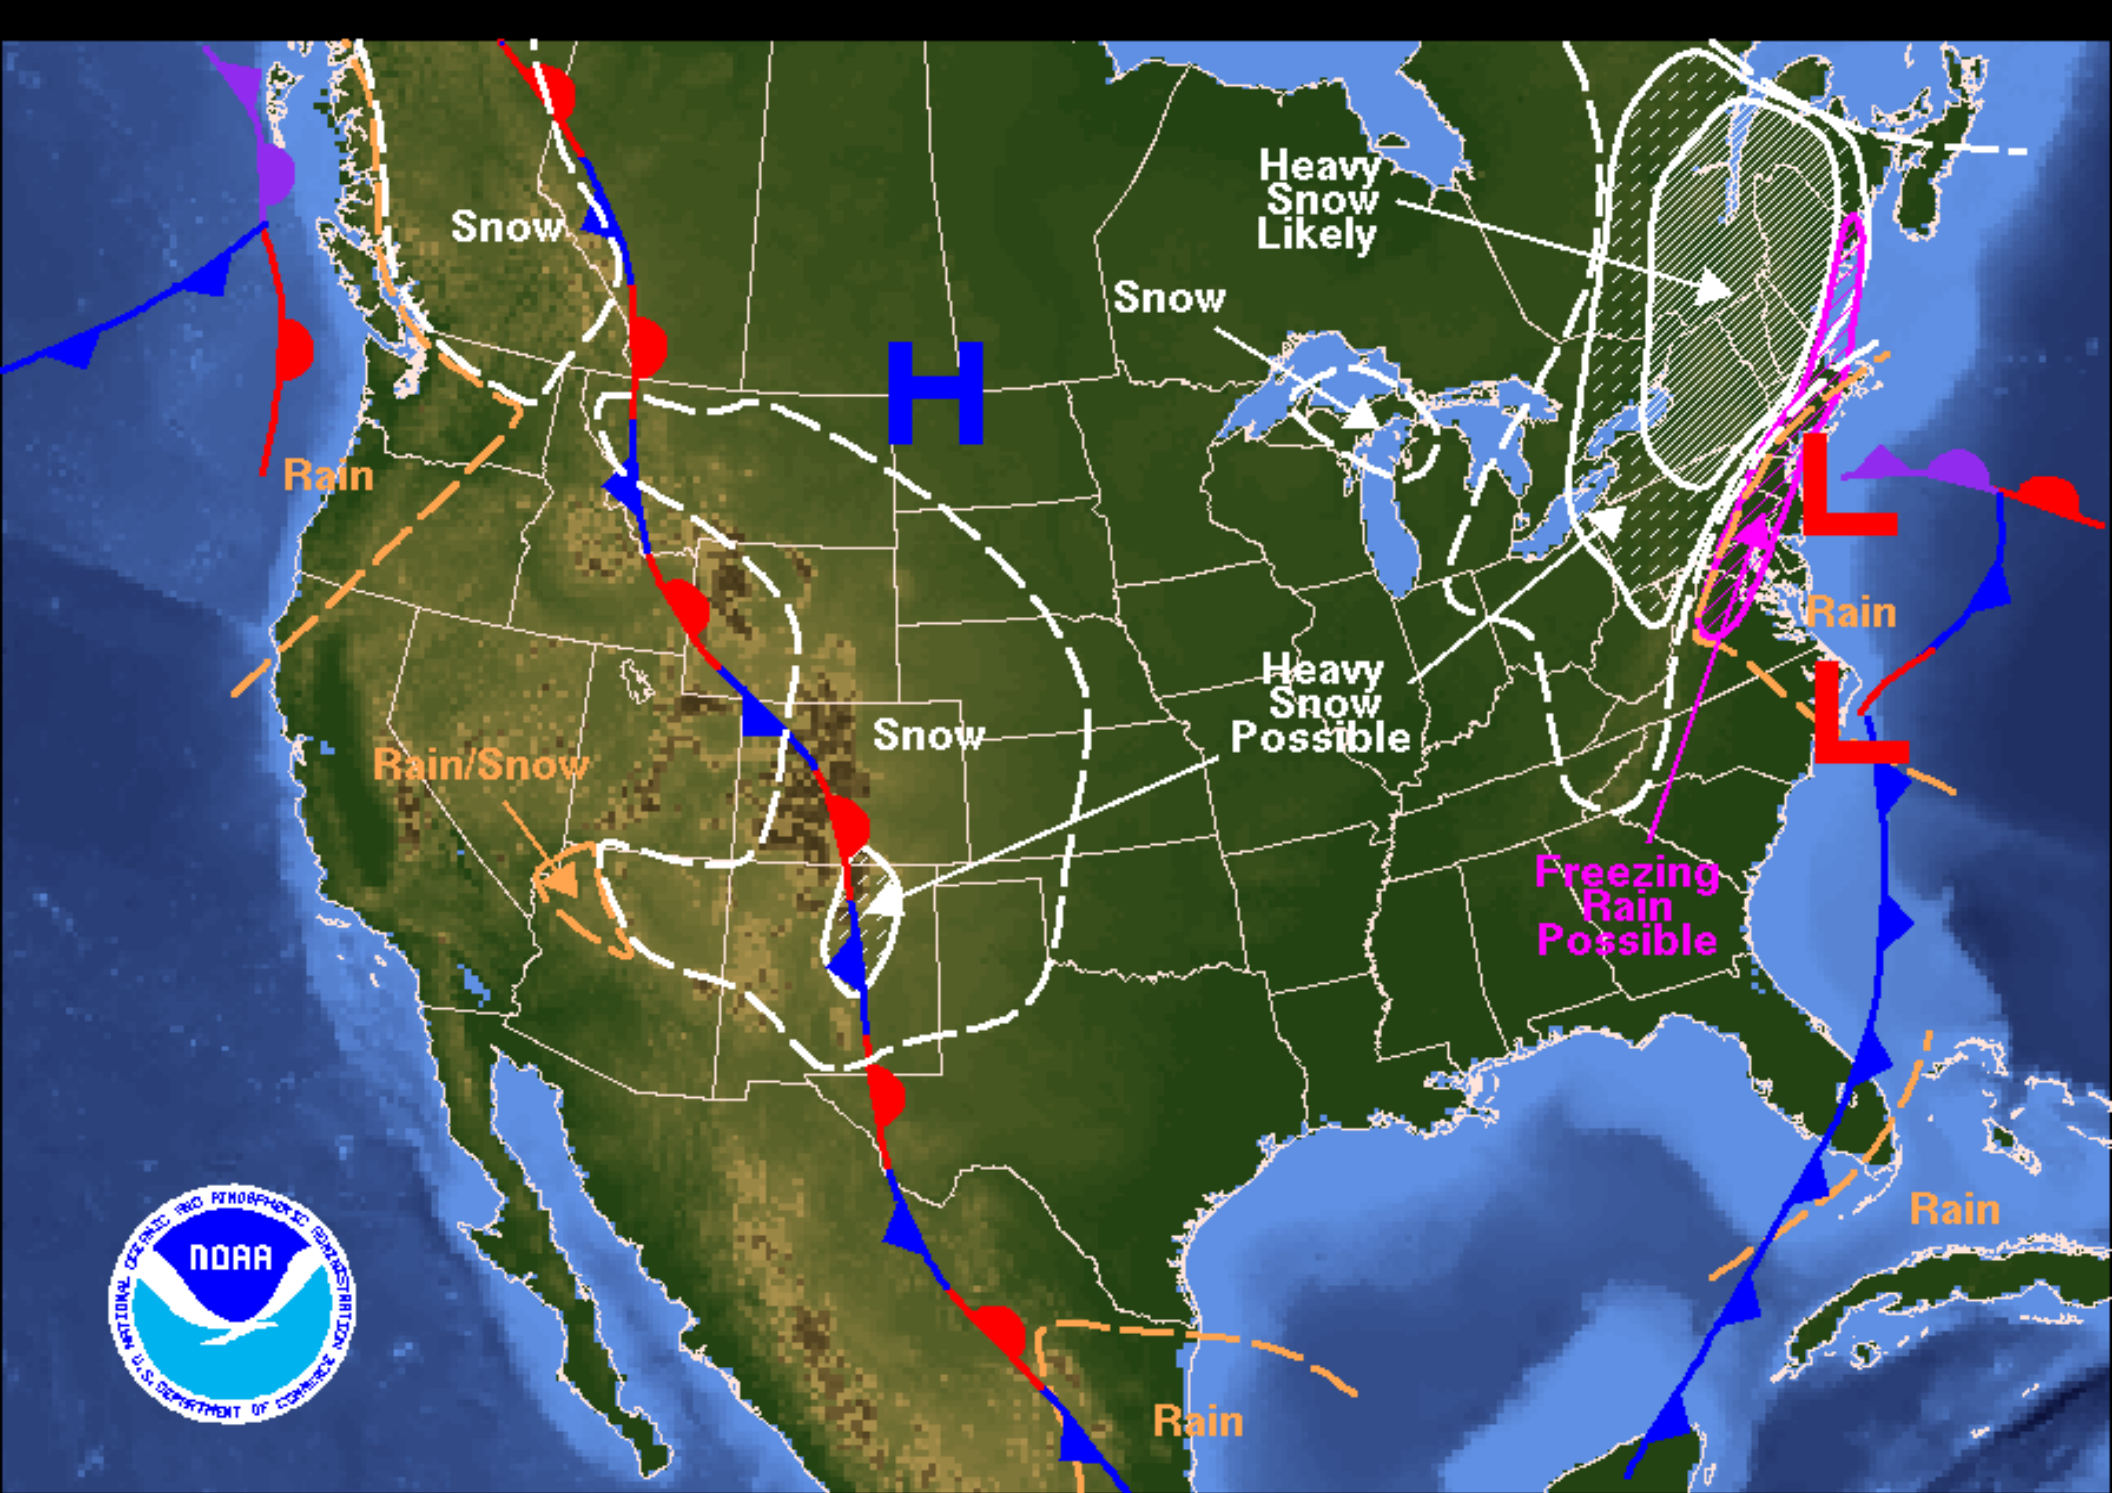 Heavy
Snow
Likely
Snow
Snow
H
Rain
L
Rain
Heavy
Snow
Possible
L
Snow
Rain/Snow
Freezing
Rain
Possible
Rain
NATIONAL OCEANIC AND ATMOSPHERIC ADMINISTRATION
NOAA
U.S. DEPARTMENT OF COMMERCE
Rain